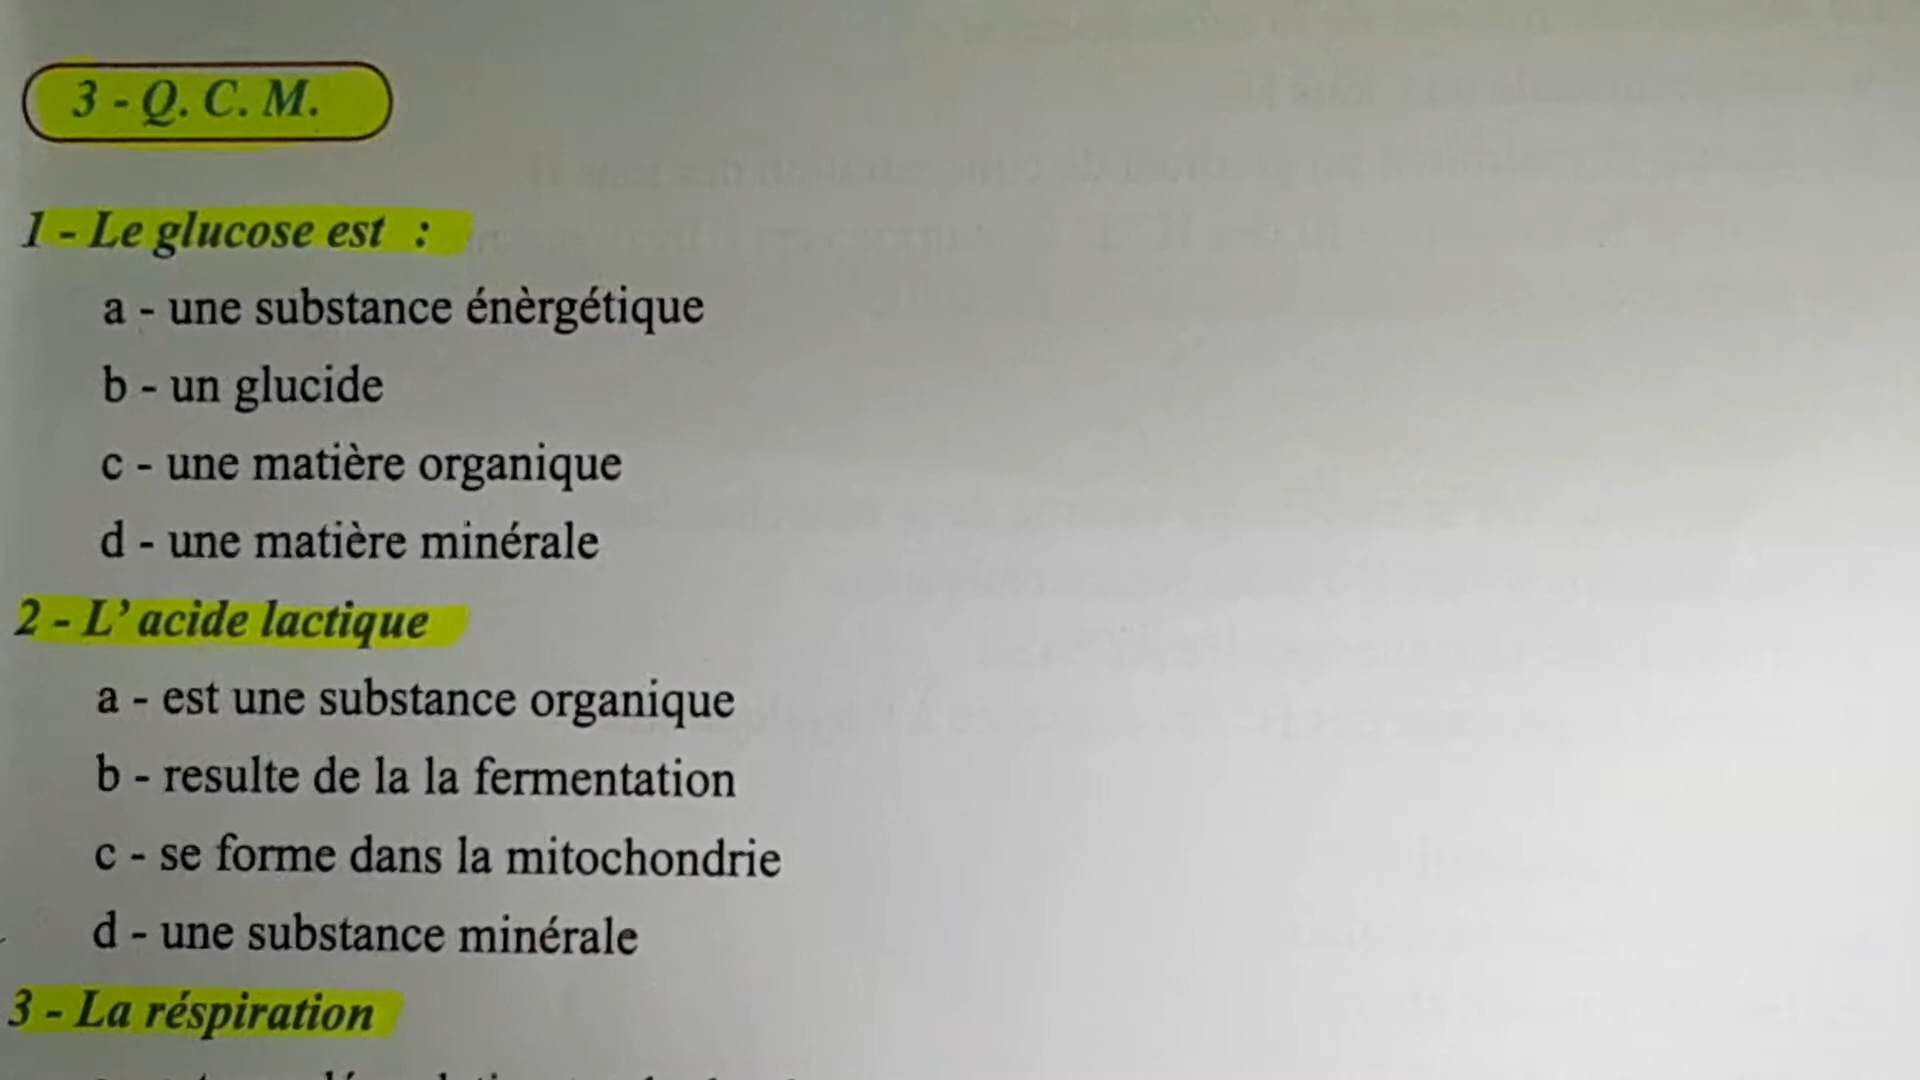 3 - Q. C. M.
1 - Le glucose est :
a - une substance énèrgétique
b - un glucide
c - une matière organique
d - une matière minérale
2 - L' acide lactique
a - est une substance organique
b - resulte de la la fermentation
c - se forme dans la mitochondrie
d - une substance minérale
3 - La réspiration